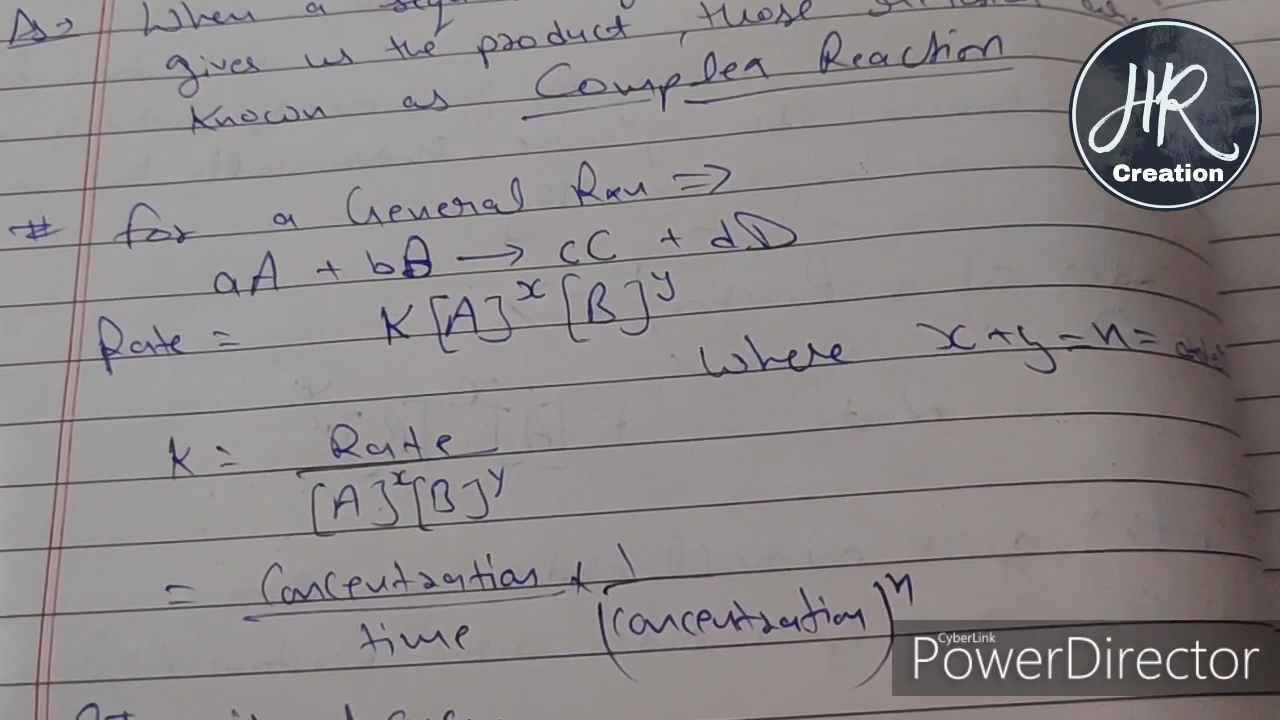 When a
gives us the product, those
known as Complex Reaction
# for a General Rxn ⇒
aA + bB → cC + dD
Rate = K[A]^x [B]^y
where x+y=n=
K = Rate / [A]^x[B]^y
= Concentration / time × 1 / (Concentration)^n
HR
Creation
CyberLink
PowerDirector